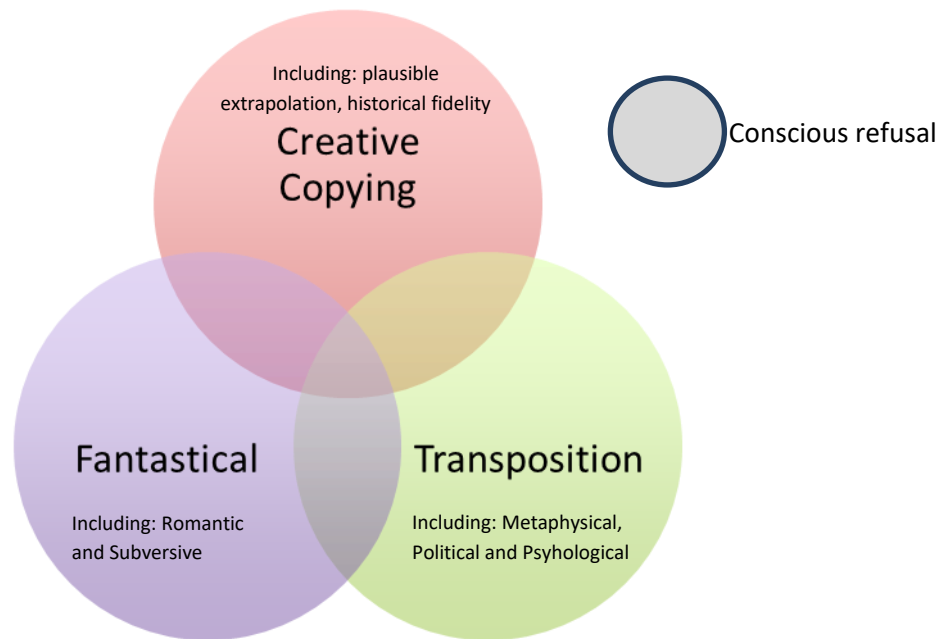 Including: plausible
extrapolation, historical fidelity
Creative
Copying
Conscious refusal
Fantastical
Including: Romantic
and Subversive
Transposition
Including: Metaphysical,
Political and Psyhological